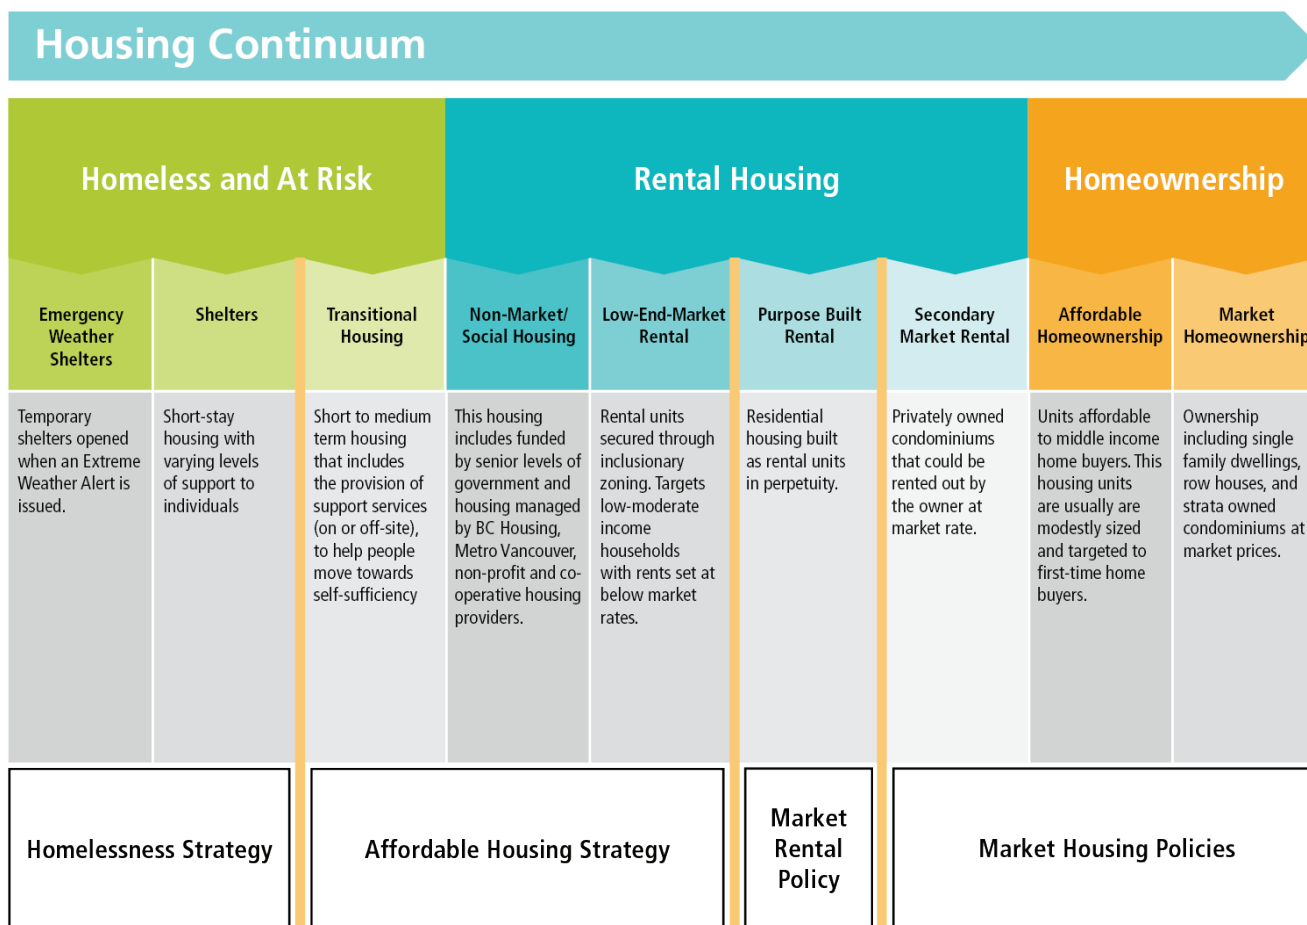 Housing Continuum
Homeless and At Risk
Rental Housing
Homeownership
Emergency
Weather
Shelters
Shelters
Transitional
Housing
Non-Market/
Social Housing
Low-End-Market
Rental
Purpose Built
Rental
Secondary
Market Rental
Affordable
Homeownership
Market
Homeownership
Temporary
shelters opened
when an Extreme
Weather Alert is
issued.
Short-stay
housing with
varying levels
of support to
individuals
Short to medium
term housing
that includes
the provision of
support services
(on or off-site),
to help people
move towards
self-sufficiency
This housing
includes funded
by senior levels of
government and
housing managed
by BC Housing,
Metro Vancouver,
non-profit and co-
operative housing
providers.
Rental units
secured through
inclusionary
zoning. Targets
low-moderate
income
households
with rents set at
below market
rates.
Residential
housing built
as rental units
in perpetuity.
Privately owned
condominiums
that could be
rented out by
the owner at
market rate.
Units affordable
to middle income
home buyers. This
housing units
are usually are
modestly sized
and targeted to
first-time home
buyers.
Ownership
including single
family dwellings,
row houses, and
strata owned
condominiums at
market prices.
Homelessness Strategy
Affordable Housing Strategy
Market
Rental
Policy
Market Housing Policies